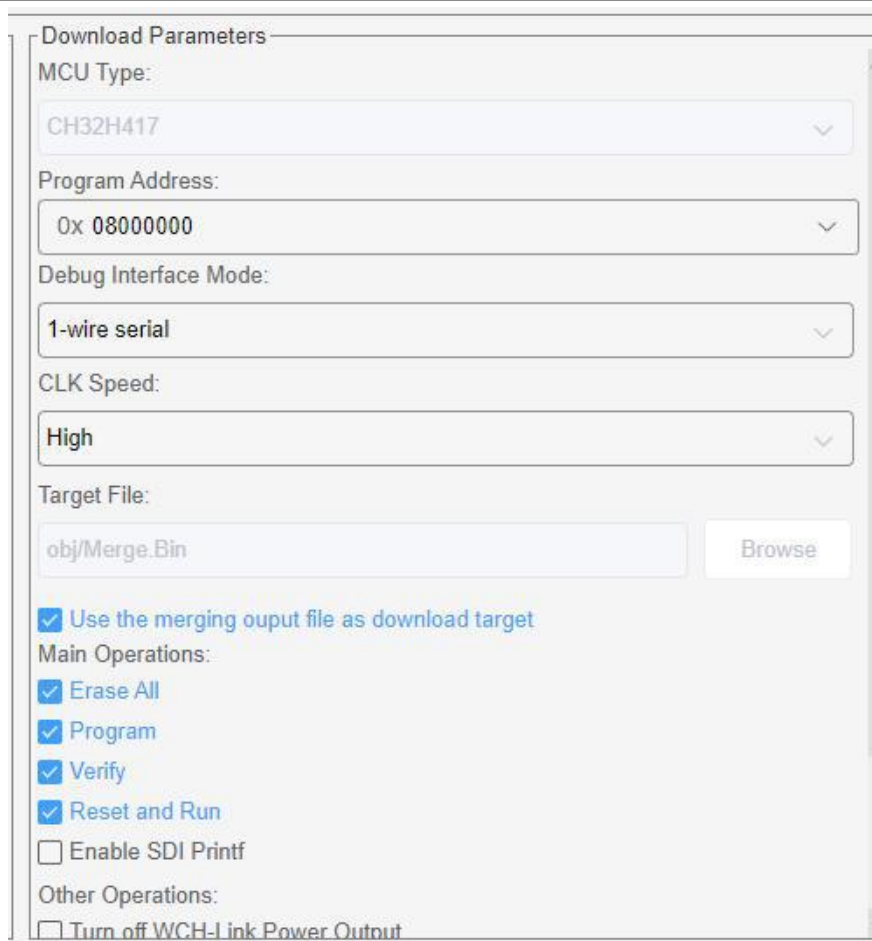 Download Parameters
MCU Type:
CH32H417
Program Address:
0x 08000000
Debug Interface Mode:
1-wire serial
CLK Speed:
High
Target File:
obj/Merge.Bin
Browse
Use the merging ouput file as download target
Main Operations:
Erase All
Program
Verify
Reset and Run
Enable SDI Printf
Other Operations:
Turn off WCH-Link Power Output